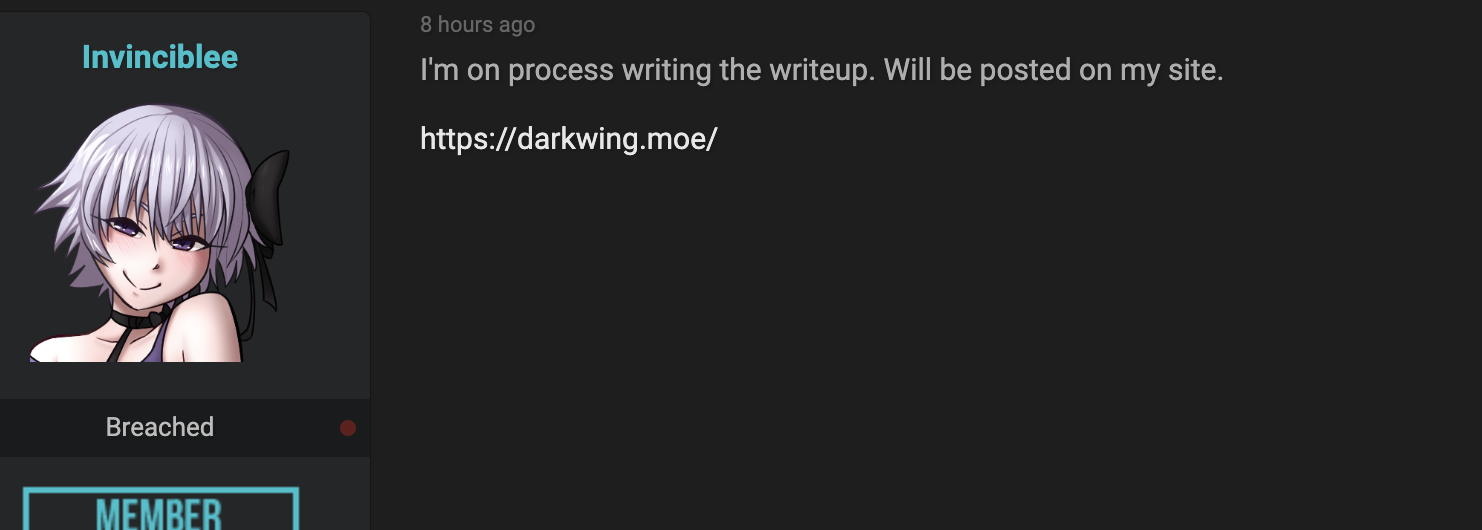 Invinciblee
Breached
MEMBER
8 hours ago
I'm on process writing the writeup. Will be posted on my site.
https://darkwing.moe/